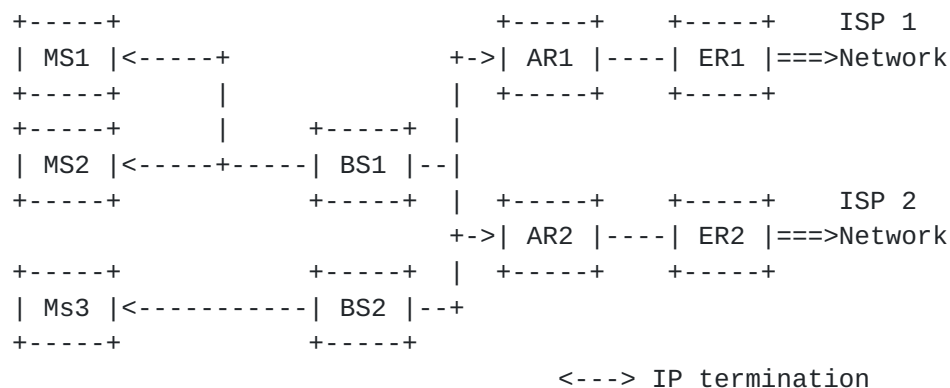 +-----+                       +-----+    +-----+    ISP 1
| MS1 |<-----+             +->| AR1 |----| ER1 |===>Network
+-----+      |             |  +-----+    +-----+
+-----+      |     +-----+ |
| MS2 |<-----+-----| BS1 |--|
+-----+            +-----+ |  +-----+    +-----+    ISP 2
                           +->| AR2 |----| ER2 |===>Network
+-----+            +-----+ |  +-----+    +-----+
| Ms3 |<-----------| BS2 |--+
+-----+            +-----+
                                  <---> IP termination